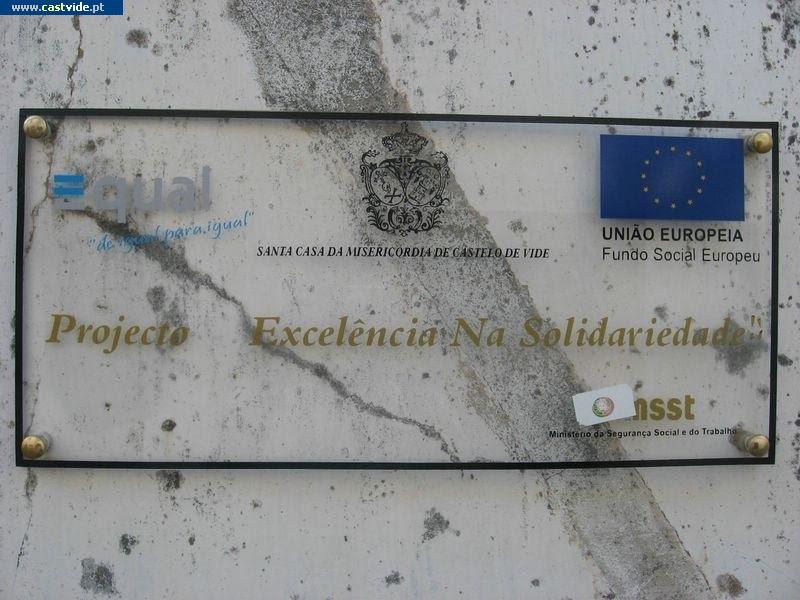 www.castvide.pt
Equal
"de igual para igual"
SANTA CASA DA MISERICORDIA DE CASTELO DE VIDE
UNIÃO EUROPEIA
Fundo Social Europeu
Projecto Excelência Na Solidariedade"
msst
Ministério da Segurança Social e do Trabalho